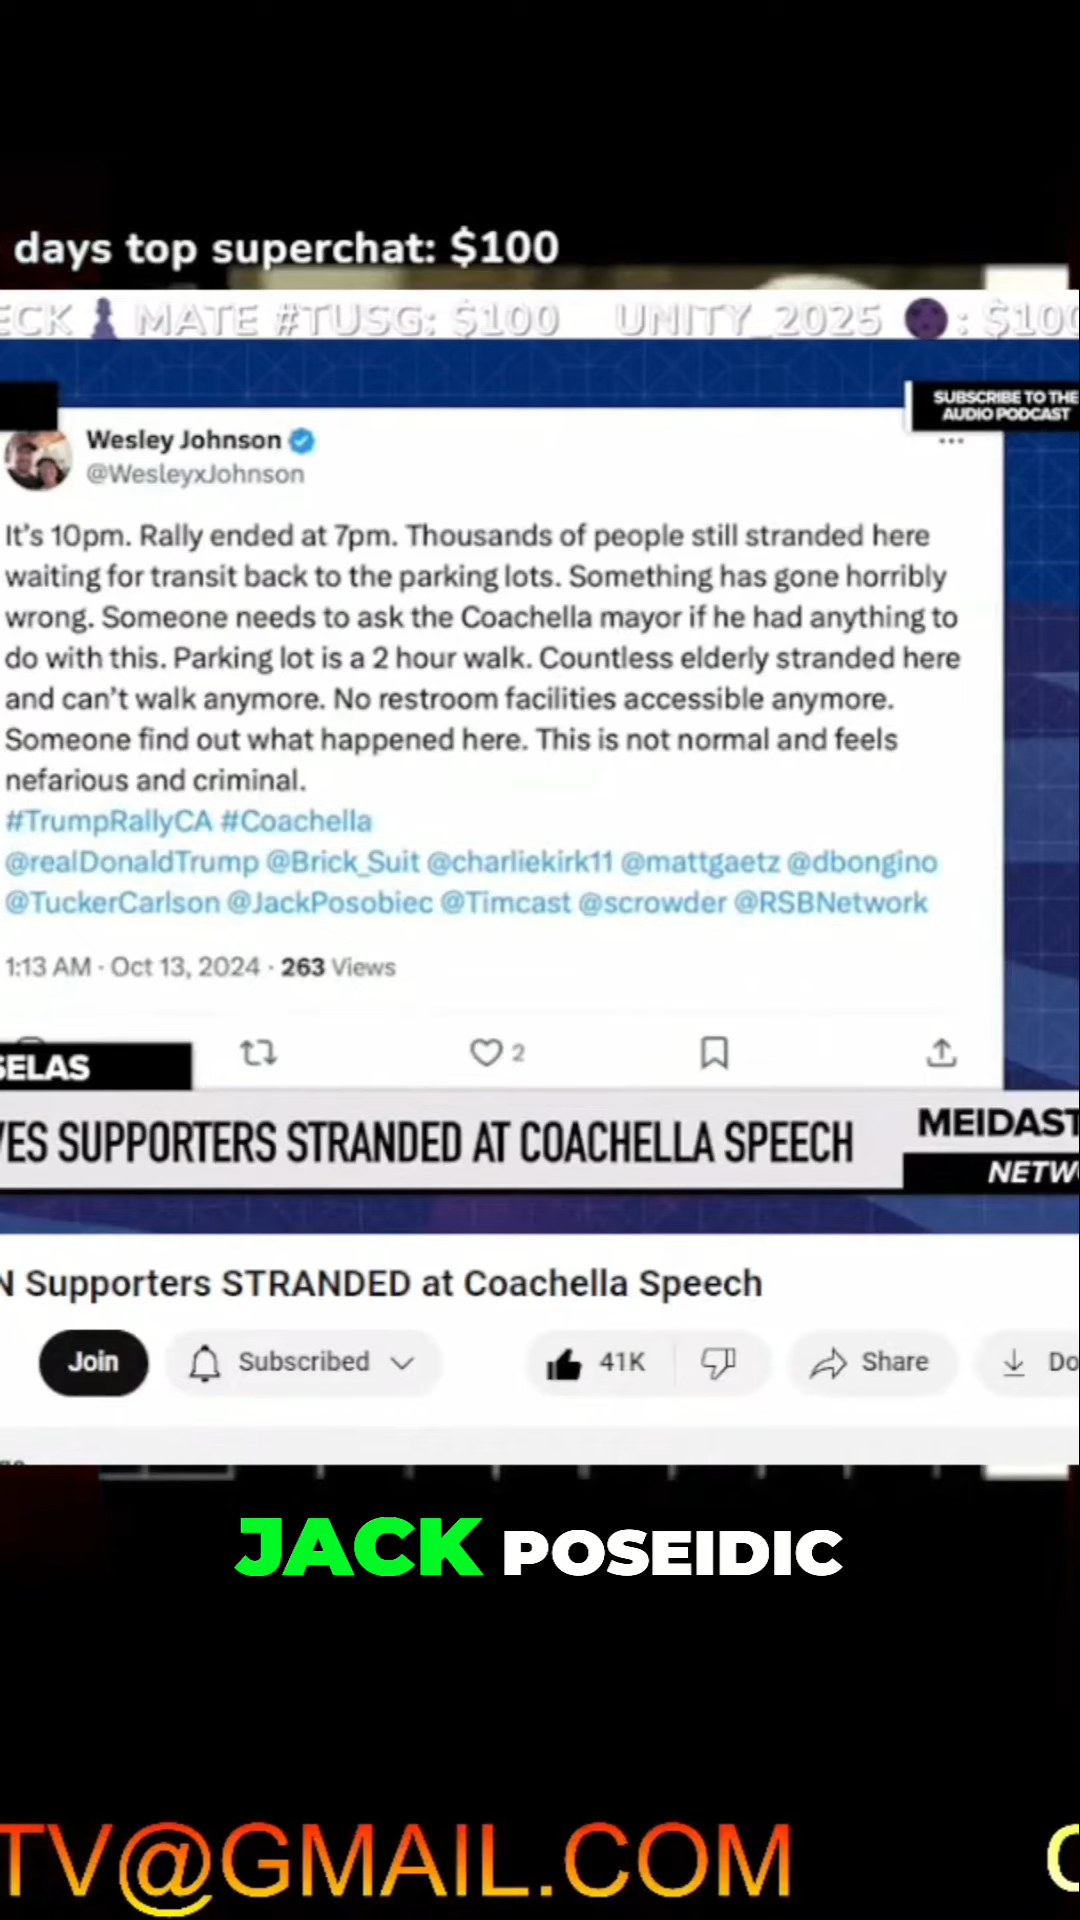 days top superchat: $100
ECK MATE #TUSG: $100 UNITY_2025 : $100
SUBSCRIBE TO THE
AUDIO PODCAST
Wesley Johnson
@WesleyxJohnson
It's 10pm. Rally ended at 7pm. Thousands of people still stranded here
waiting for transit back to the parking lots. Something has gone horribly
wrong. Someone needs to ask the Coachella mayor if he had anything to
do with this. Parking lot is a 2 hour walk. Countless elderly stranded here
and can't walk anymore. No restroom facilities accessible anymore.
Someone find out what happened here. This is not normal and feels
nefarious and criminal.
#TrumpRallyCA #Coachella
@realDonaldTrump @Brick_Suit @charliekirk11 @mattgaetz @dbongino
@TuckerCarlson @JackPosobiec @Timcast @scrowder @RSBNetwork
1:13 AM · Oct 13, 2024 · 263 Views
2
SELAS
VES SUPPORTERS STRANDED AT COACHELLA SPEECH
MEIDAST
NETW
N Supporters STRANDED at Coachella Speech
Join Subscribed 41K Share Do
JACK POSEIDIC
TV@GMAIL.COM